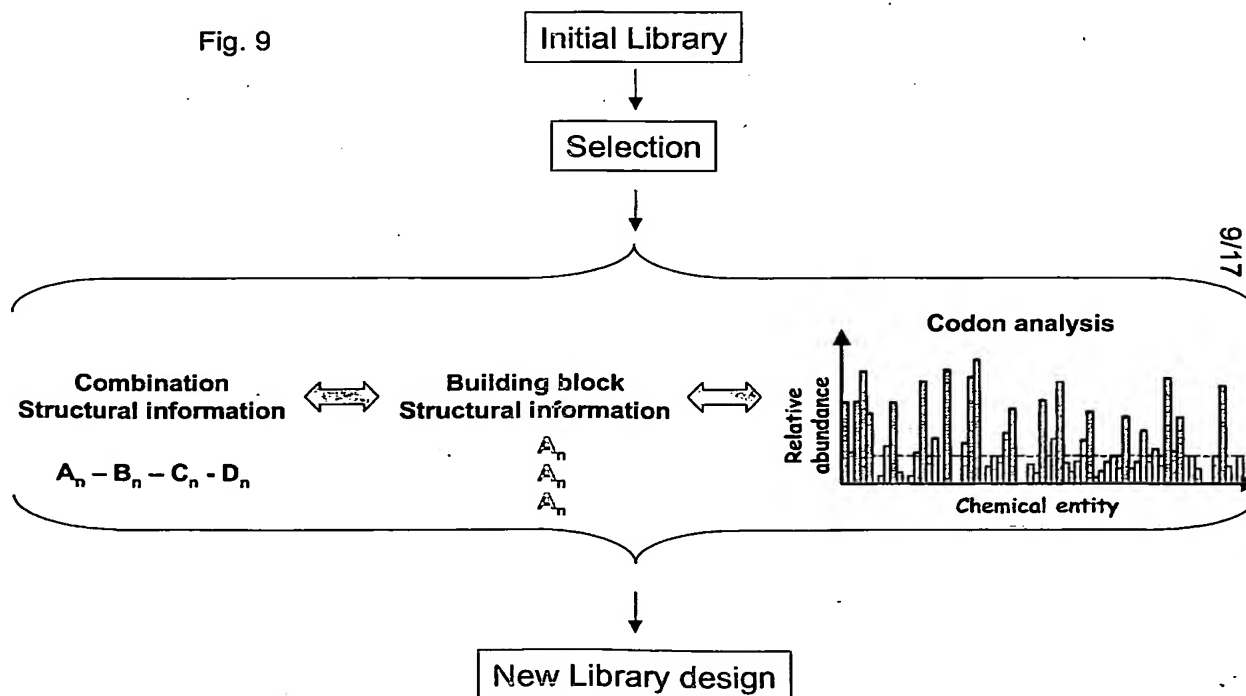 Fig. 9
Initial Library
Selection
9/17
Combination
Structural information
Aₙ – Bₙ – Cₙ - Dₙ
Building block
Structural information
Aₙ
Aₙ
Aₙ
Codon analysis
Relative
abundance
Chemical entity
New Library design